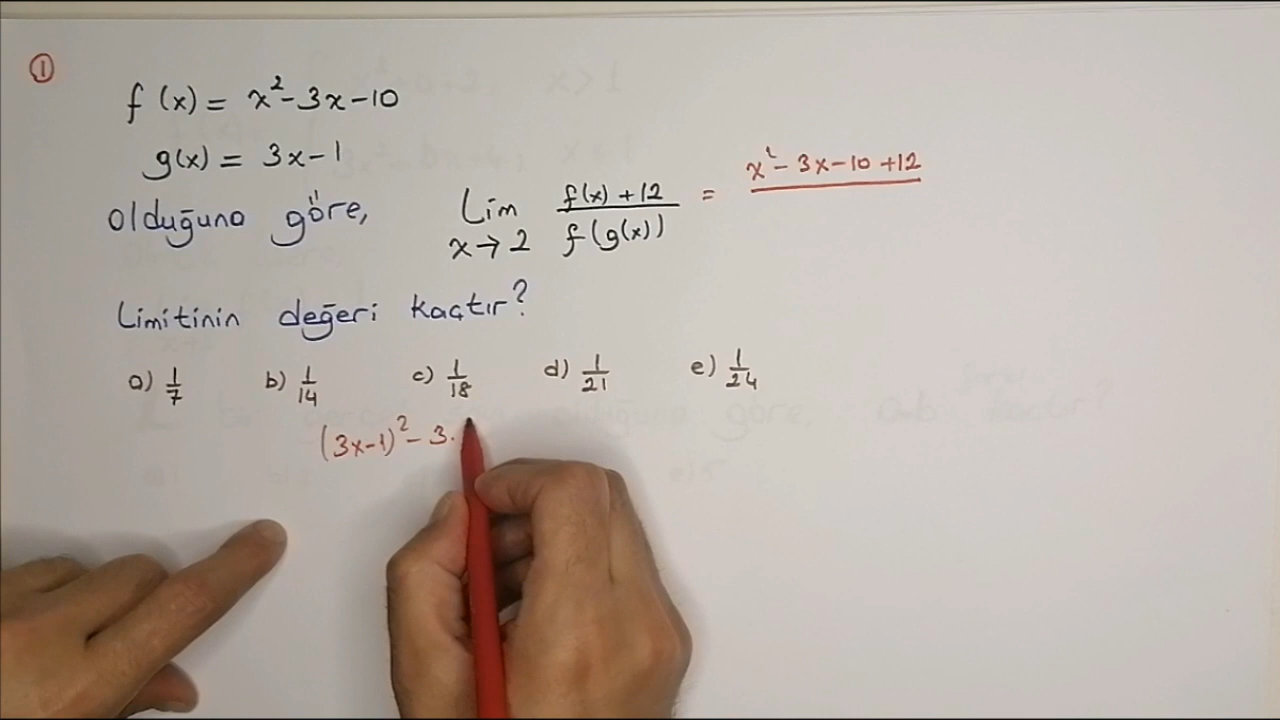 ①
f(x) = x² - 3x - 10
g(x) = 3x - 1
olduğuna göre, Lim x→2 f(x) + 12 / f(g(x)) = x² - 3x - 10 + 12
Limitinin değeri kaçtır?
a) 1/7 b) 1/14 c) 1/18 d) 1/21 e) 1/24
(3x-1)² - 3.